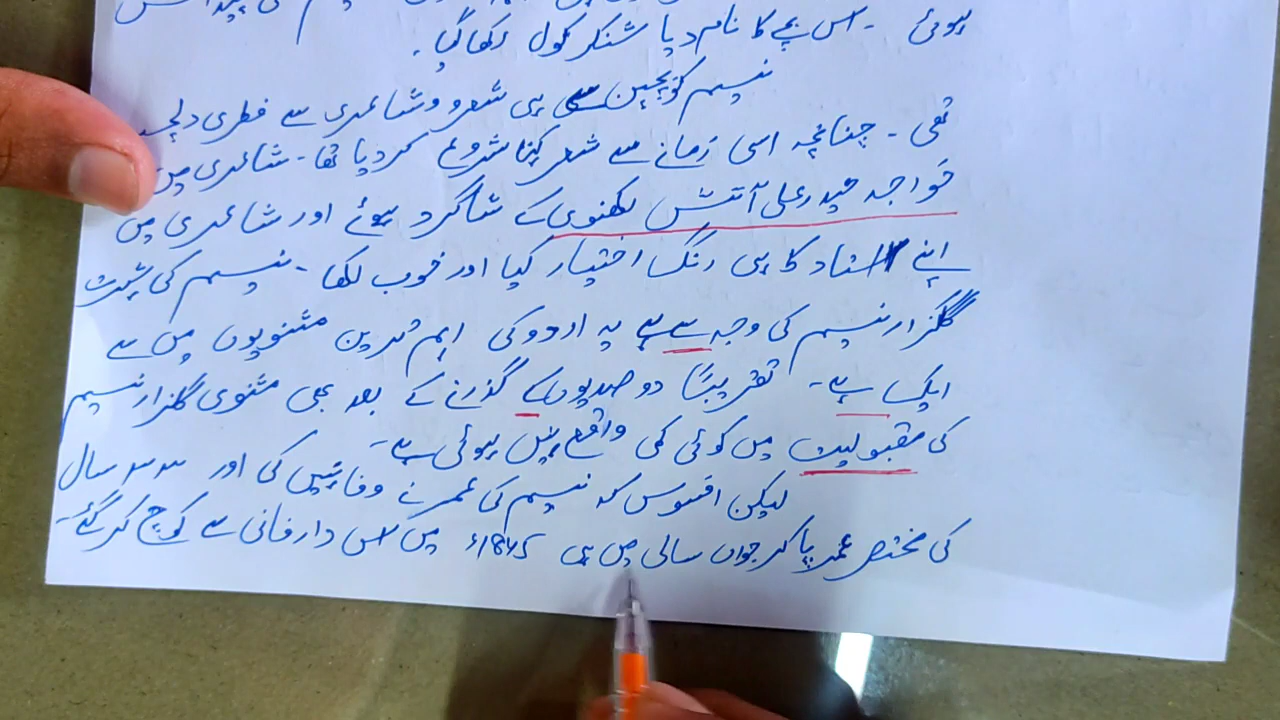 ہوئی - اس بچے کا نام دیا شنکر کول رکھا گیا۔
نسیم کو بچپن سے ہی شعر و شاعری سے فطری دلچ
تھی - چنانچہ اسی زمانے سے شعر کہنا شروع کر دیا تھا - شاعری میں
خواجہ حیدر علی آتش لکھنوی کے شاگرد ہوئے اور شاعری میں
اپنے استاد کا ہی رنگ اختیار کیا اور خوب لکھا - نسیم کی
گلزار نسیم کی وجہ سے ہے یہ اردو کی اہم ترین مثنویوں میں سے
ایک ہے - تقریباً دو صدیوں کے گذرنے کے بعد بھی مثنوی گلزار نسیم
کی مقبولیت میں کوئی کمی واقع نہیں ہوئی ہے -
لیکن افسوس کہ نسیم کی عمر نے وفا نہیں کی اور ۳۳ سال
کی مختصر عمر پا کر جواں سالی میں ہی 1845ء میں اس دار فانی سے کوچ کر گئے -